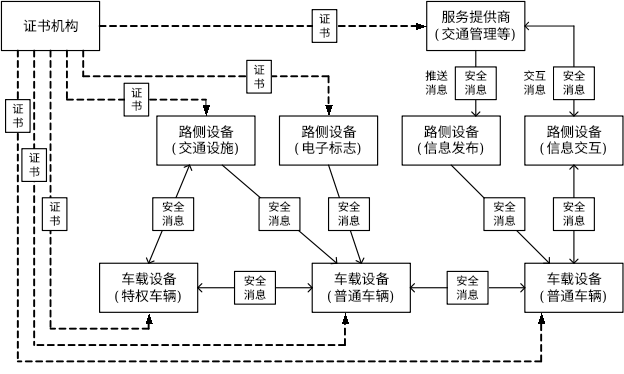 证书机构
证
书
服务提供商
(交通管理等)
推送
消息
安全
消息
交互
消息
安全
消息
证
书
证
书
证
书
路侧设备
(交通设施)
路侧设备
(电子标志)
路侧设备
(信息发布)
路侧设备
(信息交互)
证
书
证
书
安全
消息
安全
消息
安全
消息
安全
消息
安全
消息
车载设备
(特权车辆)
安全
消息
车载设备
(普通车辆)
安全
消息
车载设备
(普通车辆)